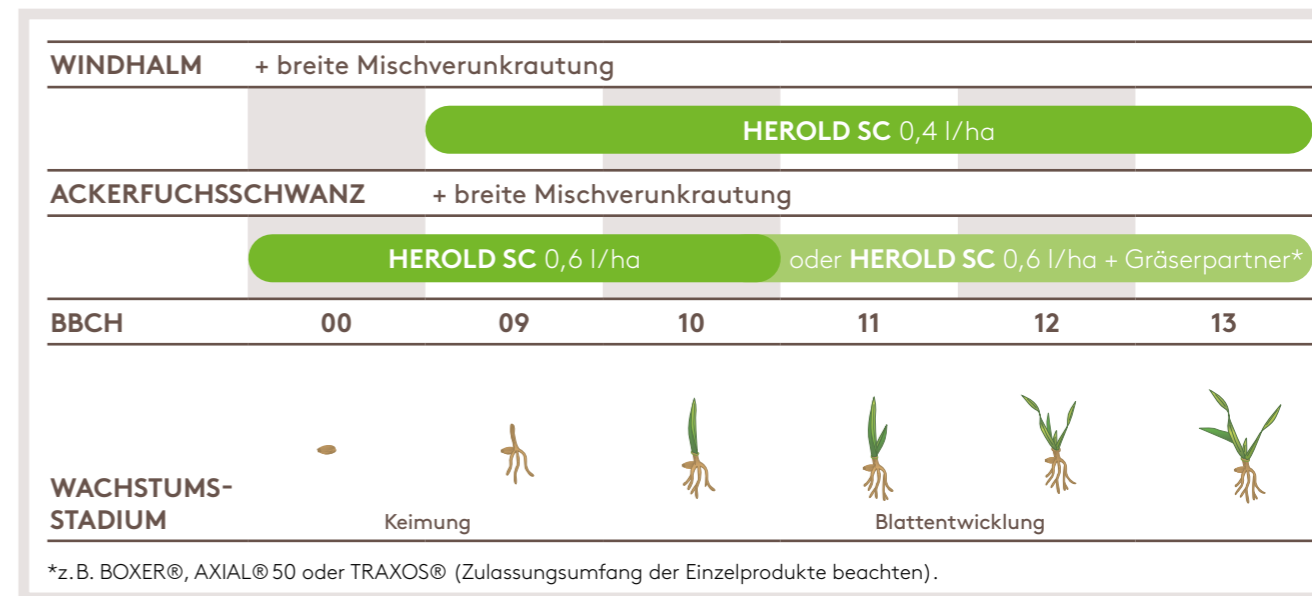 WINDHALM + breite Mischverunkrautung
HEROLD SC 0,4 l/ha
ACKERFUCHSSCHWANZ + breite Mischverunkrautung
HEROLD SC 0,6 l/ha oder HEROLD SC 0,6 l/ha + Gräserpartner*
BBCH 00 09 10 11 12 13
WACHSTUMS-
STADIUM Keimung Blattentwicklung
*z.B. BOXER®, AXIAL® 50 oder TRAXOS® (Zulassungsumfang der Einzelprodukte beachten).